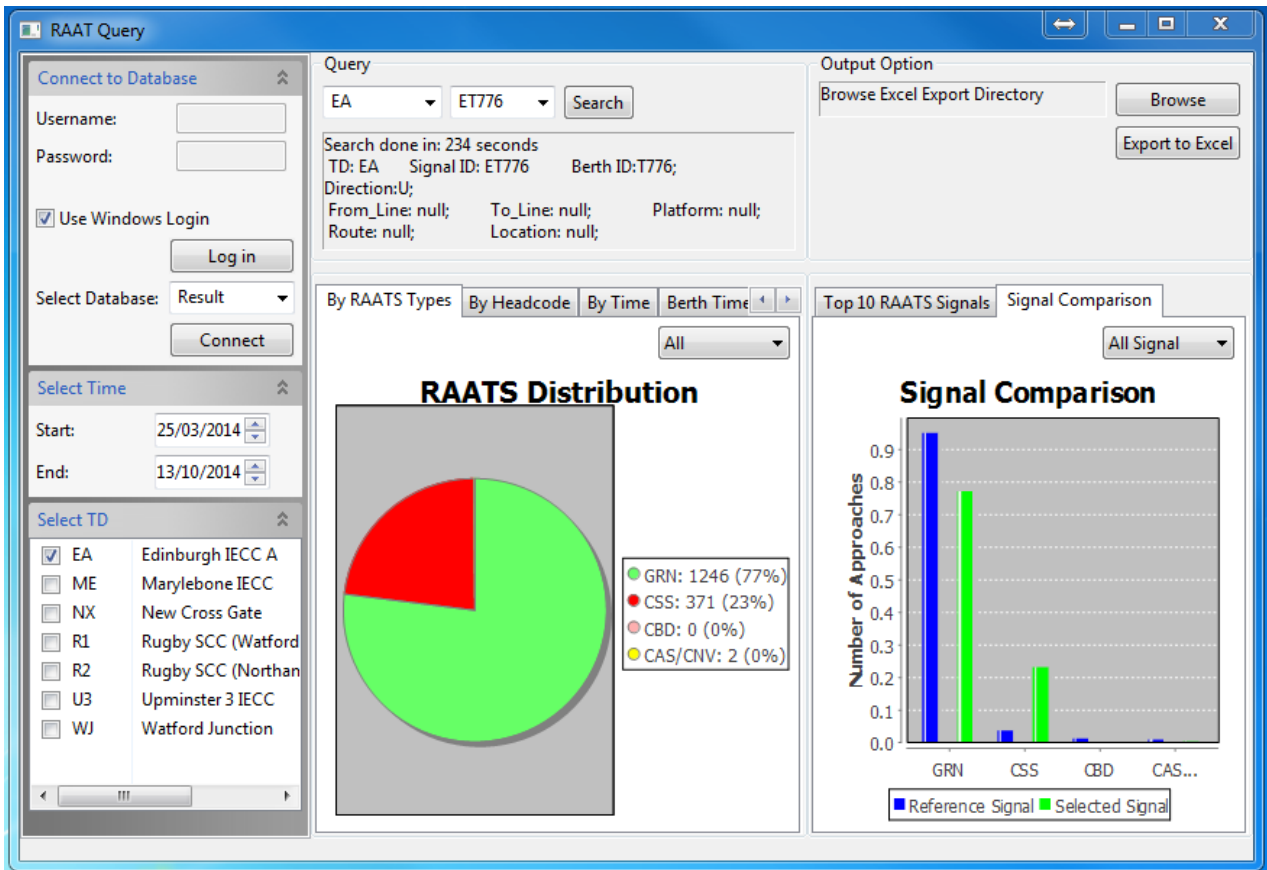 RAAT Query
Connect to Database
Username:
Password:
Use Windows Login
Log in
Select Database: Result
Connect
Select Time
Start: 25/03/2014
End: 13/10/2014
Select TD
EA Edinburgh IECC A
ME Marylebone IECC
NX New Cross Gate
R1 Rugby SCC (Watford
R2 Rugby SCC (Northan
U3 Upminster 3 IECC
WJ Watford Junction
Query
EA ET776 Search
Search done in: 234 seconds
TD: EA Signal ID: ET776 Berth ID:T776;
Direction:U;
From_Line: null; To_Line: null; Platform: null;
Route: null; Location: null;
Output Option
Browse Excel Export Directory Browse
Export to Excel
By RAATS Types By Headcode By Time Berth Time
All
RAATS Distribution
GRN: 1246 (77%)
CSS: 371 (23%)
CBD: 0 (0%)
CAS/CNV: 2 (0%)
Top 10 RAATS Signals Signal Comparison
All Signal
Signal Comparison
Number of Approaches
0.9
0.8
0.7
0.6
0.5
0.4
0.3
0.2
0.1
0.0
GRN CSS CBD CAS...
Reference Signal Selected Signal